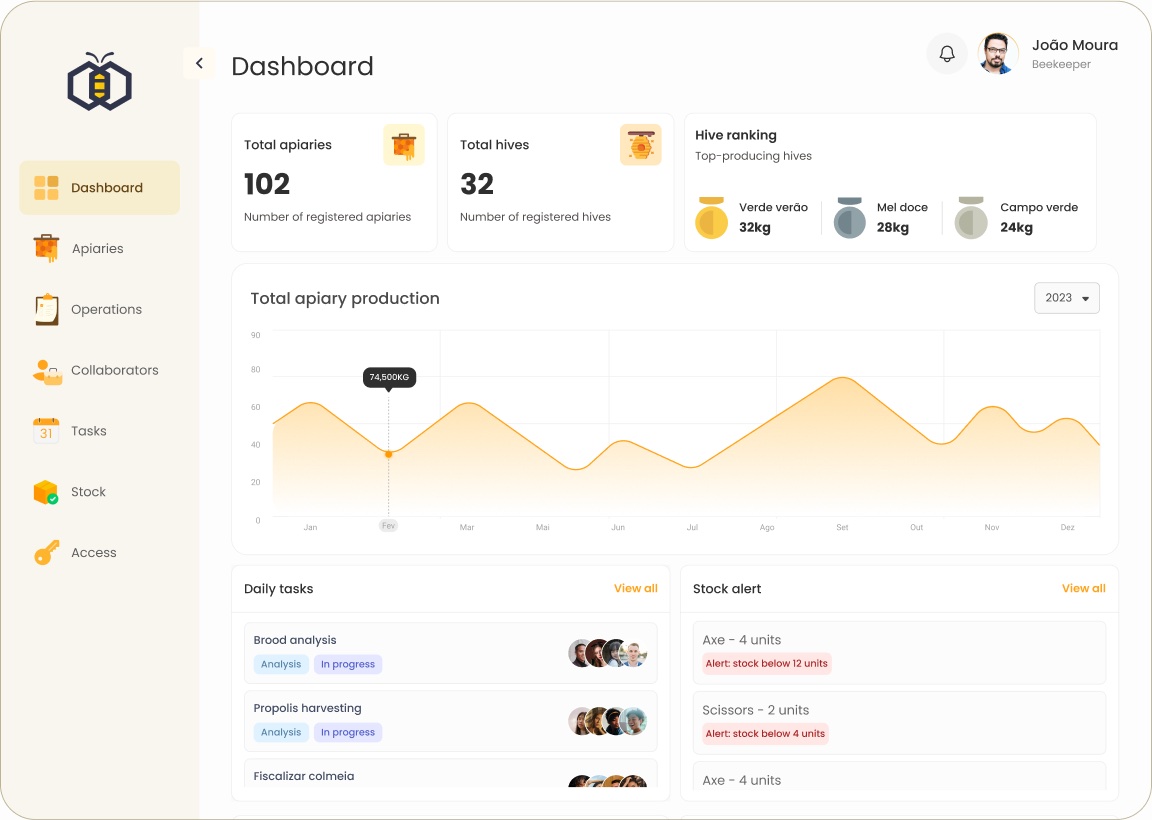 Dashboard
João Moura
Beekeeper
Dashboard
Apiaries
Operations
Collaborators
31
Tasks
Stock
Access
Total apiaries
102
Number of registered apiaries
Total hives
32
Number of registered hives
Hive ranking
Top-producing hives
Verde verão
32kg
Mel doce
28kg
Campo verde
24kg
Total apiary production
2023
90
80
60
40
20
0
74,500KG
Jan
Fev
Mar
Mai
Jun
Jul
Ago
Set
Out
Nov
Dez
Daily tasks
View all
Brood analysis
Analysis
In progress
Propolis harvesting
Analysis
In progress
Fiscalizar colmeia
Stock alert
View all
Axe - 4 units
Alert: stock below 12 units
Scissors - 2 units
Alert: stock below 4 units
Axe - 4 units